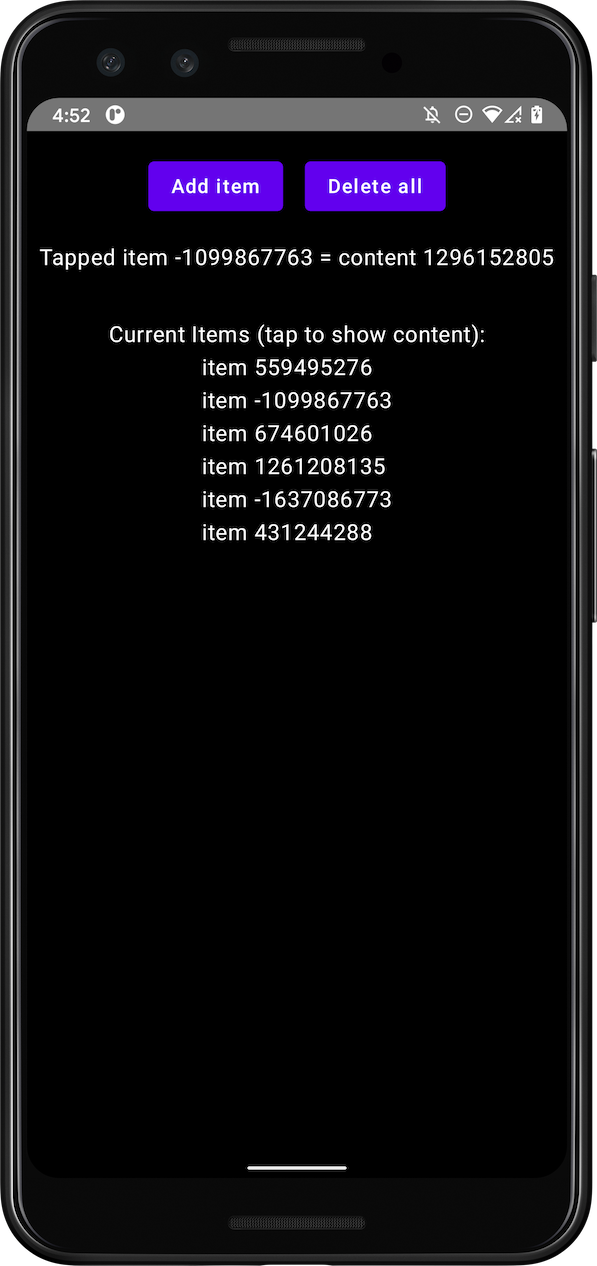 4:52
Add item Delete all
Tapped item -1099867763 = content 1296152805
Current Items (tap to show content):
item 559495276
item -1099867763
item 674601026
item 1261208135
item -1637086773
item 431244288